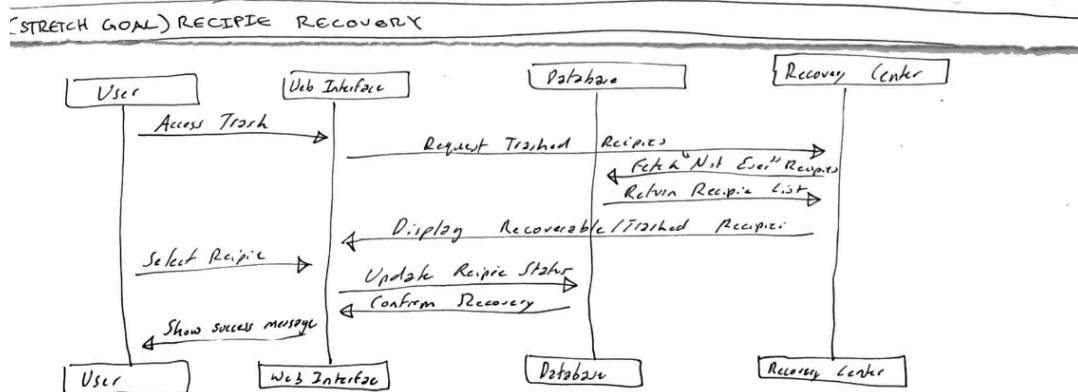 (STRETCH GOAL) RECIPIE RECOVERY
User
Web Interface
Database
Recovery Center
Access Trash
Request Trashed Recipies
Fetch "Not Ever" Recipies
Return Recipie List
Display Recoverable/Trashed Recipies
Select Recipie
Update Recipie Status
Confirm Recovery
Show success message
User
Web Interface
Database
Recovery Center